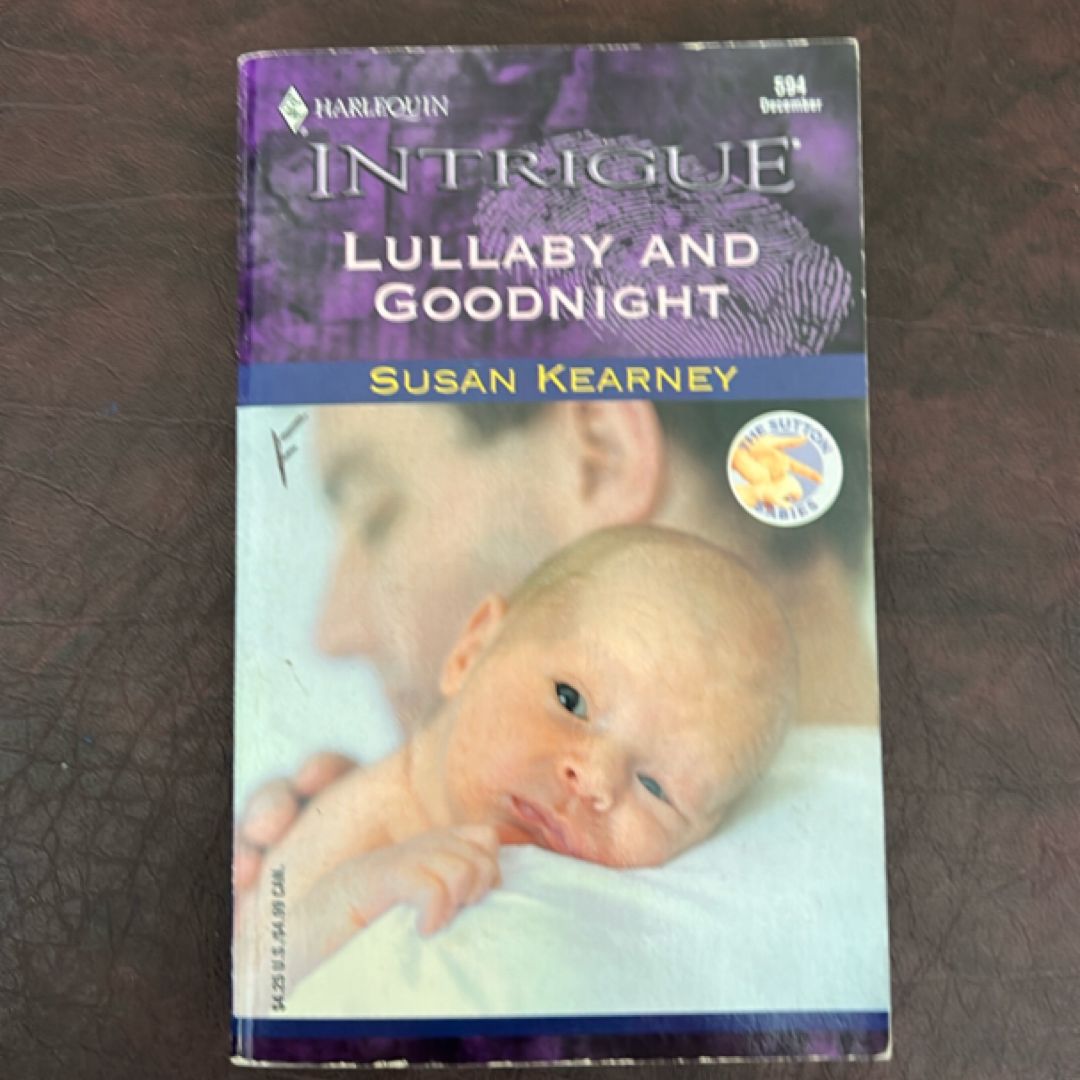 HARLEQUIN®
594
December
INTRIGUE®
LULLABY AND
GOODNIGHT
SUSAN KEARNEY
THE SUTTON
BABIES
F
$4.25 U.S./$4.99 CAN.